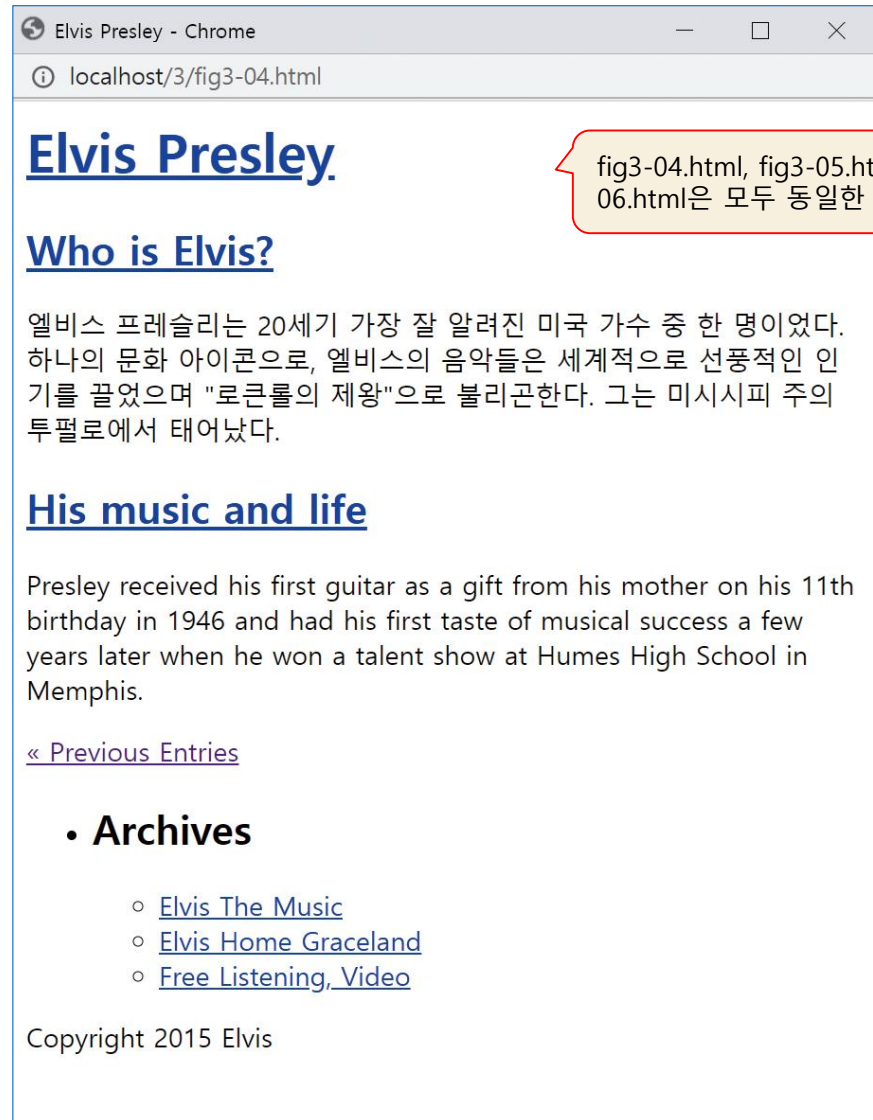 Elvis Presley - Chrome
localhost/3/fig3-04.html
Elvis Presley
fig3-04.html, fig3-05.ht
06.html은 모두 동일한
Who is Elvis?
엘비스 프레슬리는 20세기 가장 잘 알려진 미국 가수 중 한 명이었다.
하나의 문화 아이콘으로, 엘비스의 음악들은 세계적으로 선풍적인 인
기를 끌었으며 "로큰롤의 제왕"으로 불리곤한다. 그는 미시시피 주의
투펄로에서 태어났다.
His music and life
Presley received his first guitar as a gift from his mother on his 11th
birthday in 1946 and had his first taste of musical success a few
years later when he won a talent show at Humes High School in
Memphis.
« Previous Entries
• Archives
◦ Elvis The Music
◦ Elvis Home Graceland
◦ Free Listening, Video
Copyright 2015 Elvis